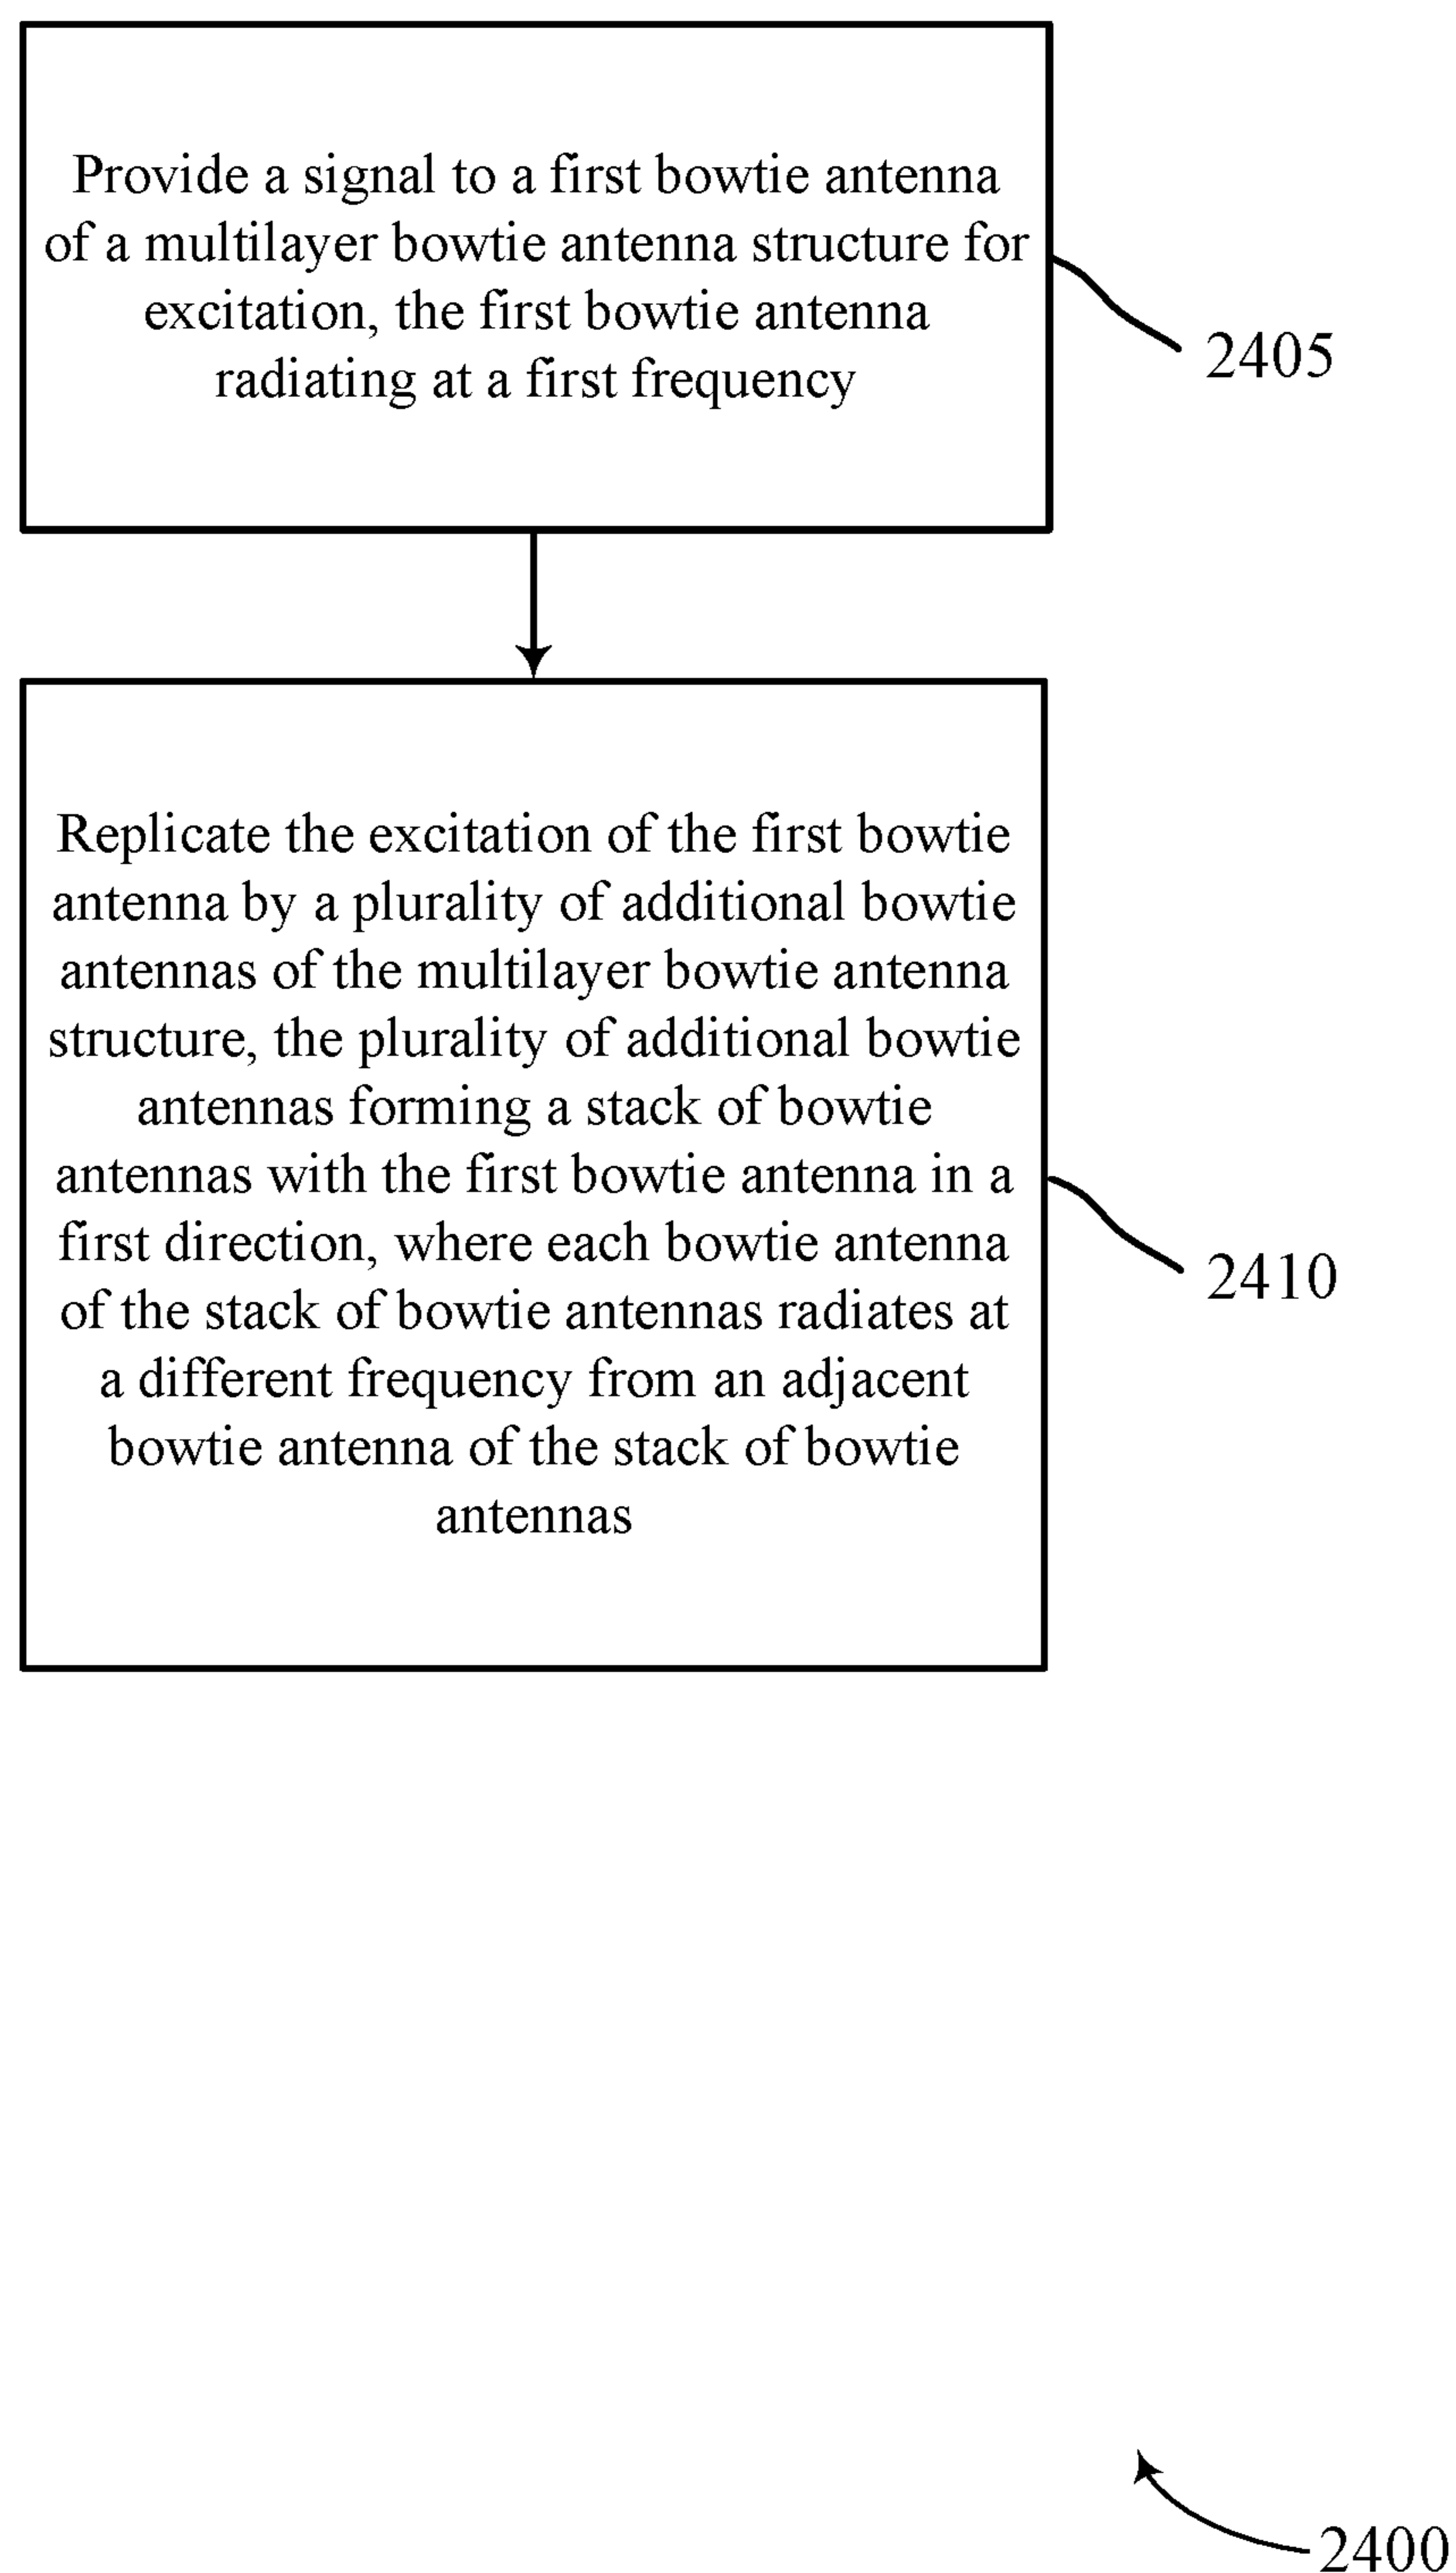 Provide a signal to a first bowtie antenna
of a multilayer bowtie antenna structure for
excitation, the first bowtie antenna
radiating at a first frequency
2405
Replicate the excitation of the first bowtie
antenna by a plurality of additional bowtie
antennas of the multilayer bowtie antenna
structure, the plurality of additional bowtie
antennas forming a stack of bowtie
antennas with the first bowtie antenna in a
first direction, where each bowtie antenna
of the stack of bowtie antennas radiates at
a different frequency from an adjacent
bowtie antenna of the stack of bowtie
antennas
2410
2400